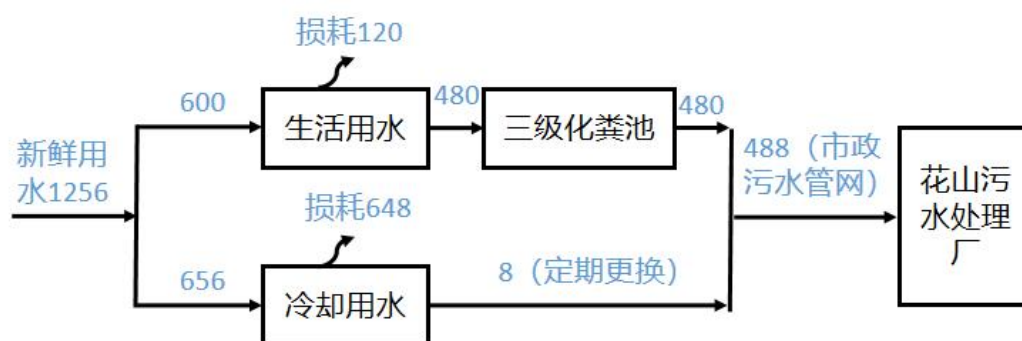 损耗120
600
生活用水
480
三级化粪池
480
新鲜用
水1256
488（市政
污水管网）
花山污
水处理
厂
损耗648
656
冷却用水
8（定期更换）